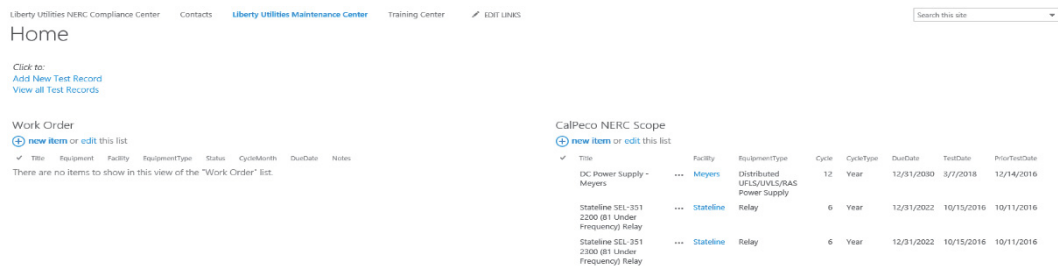 Liberty Utilities NERC Compliance Center Contacts Liberty Utilities Maintenance Center Training Center EDIT LINKS
Search this site
Home
Click to:
Add New Test Record
View all Test Records
Work Order
new item or edit this list
Title Equipment Facility EquipmentType Status CycleMonth DueDate Notes
There are no items to show in this view of the "Work Order" list.
CalPeco NERC Scope
new item or edit this list
Title Facility EquipmentType Cycle CycleType DueDate TestDate PriorTestDate
DC Power Supply - ... Meyers Distributed 12 Year 12/31/2030 3/7/2018 12/14/2016
Meyers UFLS/UVLS/RAS
Power Supply
Stateline SEL-351 ... Stateline Relay 6 Year 12/31/2022 10/15/2016 10/11/2016
2200 (81 Under
Frequency) Relay
Stateline SEL-351 ... Stateline Relay 6 Year 12/31/2022 10/15/2016 10/11/2016
2300 (81 Under
Frequency) Relay